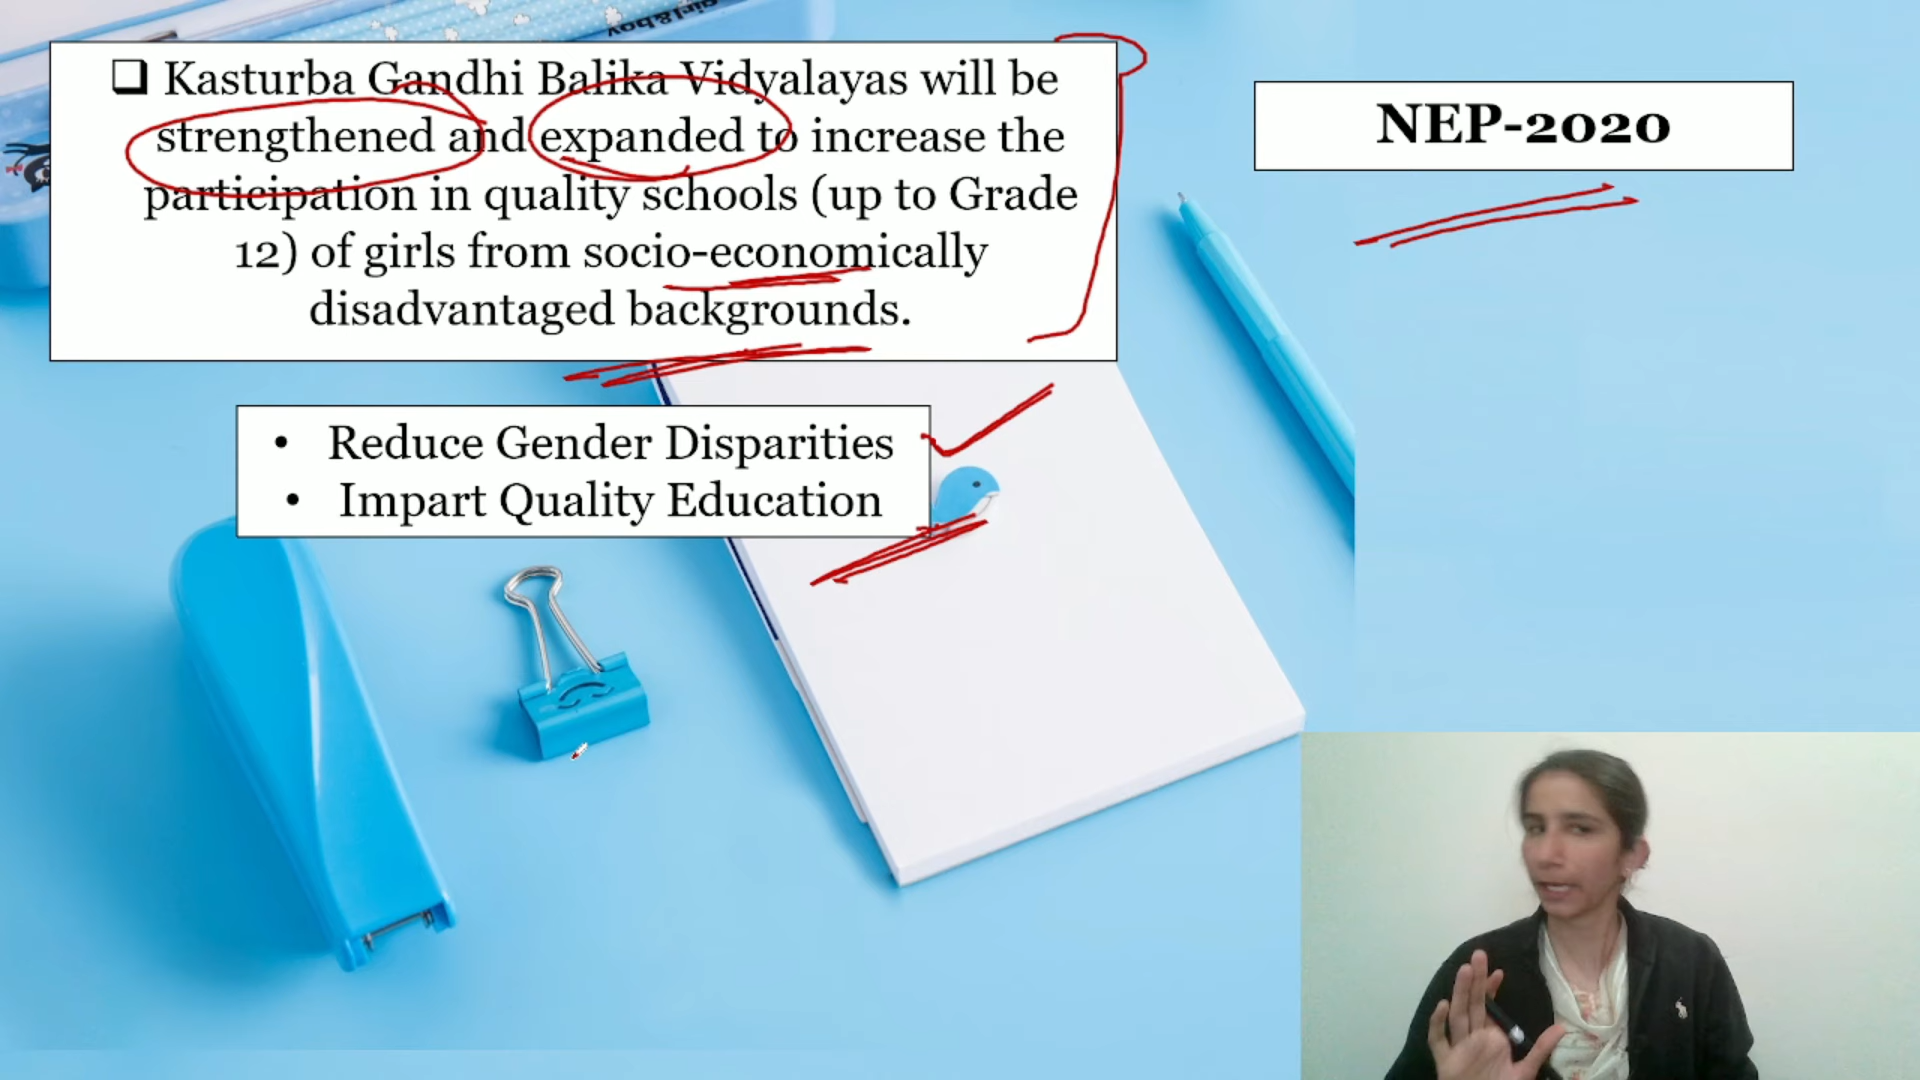 ❑ Kasturba Gandhi Balika Vidyalayas will be
strengthened and expanded to increase the
participation in quality schools (up to Grade
12) of girls from socio-economically
disadvantaged backgrounds.
NEP-2020
• Reduce Gender Disparities
• Impart Quality Education